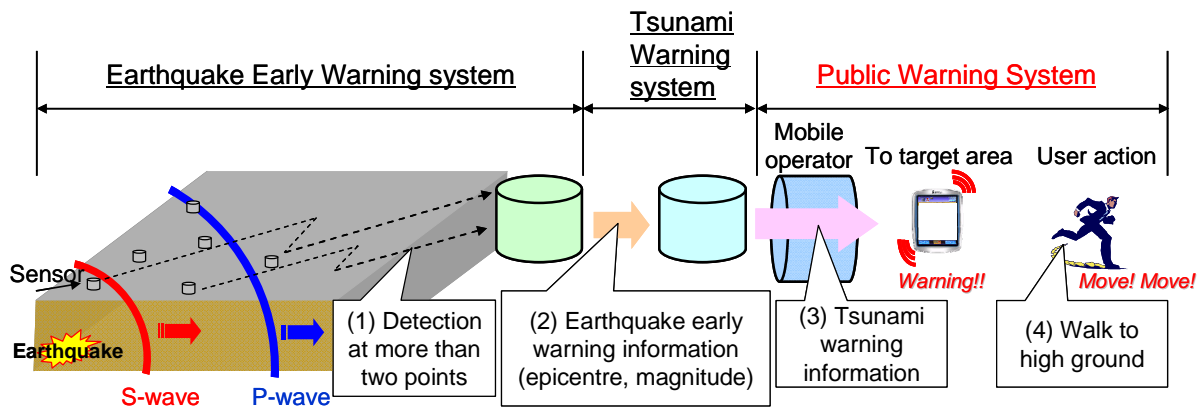 Earthquake Early Warning system
Tsunami
Warning
system
Public Warning System
Mobile
operator
To target area
User action
Sensor
Earthquake
S-wave
P-wave
(1) Detection
at more than
two points
(2) Earthquake early
warning information
(epicentre, magnitude)
(3) Tsunami
warning
information
Warning!!
Move! Move!
(4) Walk to
high ground